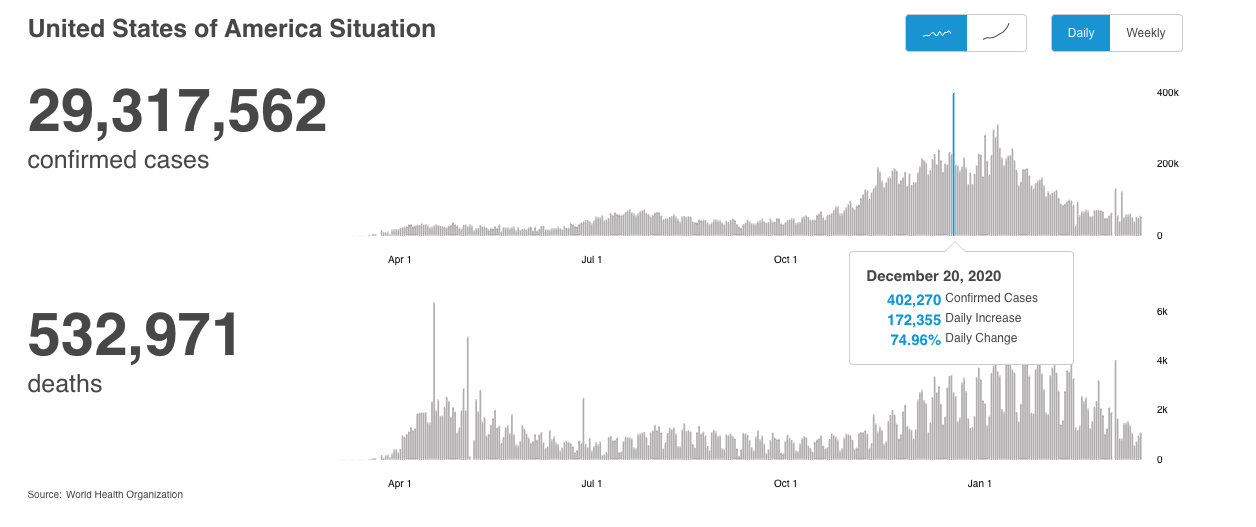 United States of America Situation
Daily Weekly
29,317,562
confirmed cases
400k
200k
0
Apr 1 Jul 1 Oct 1
December 20, 2020
402,270 Confirmed Cases
172,355 Daily Increase
74.96% Daily Change
532,971
deaths
6k
4k
2k
0
Apr 1 Jul 1 Oct 1 Jan 1
Source: World Health Organization